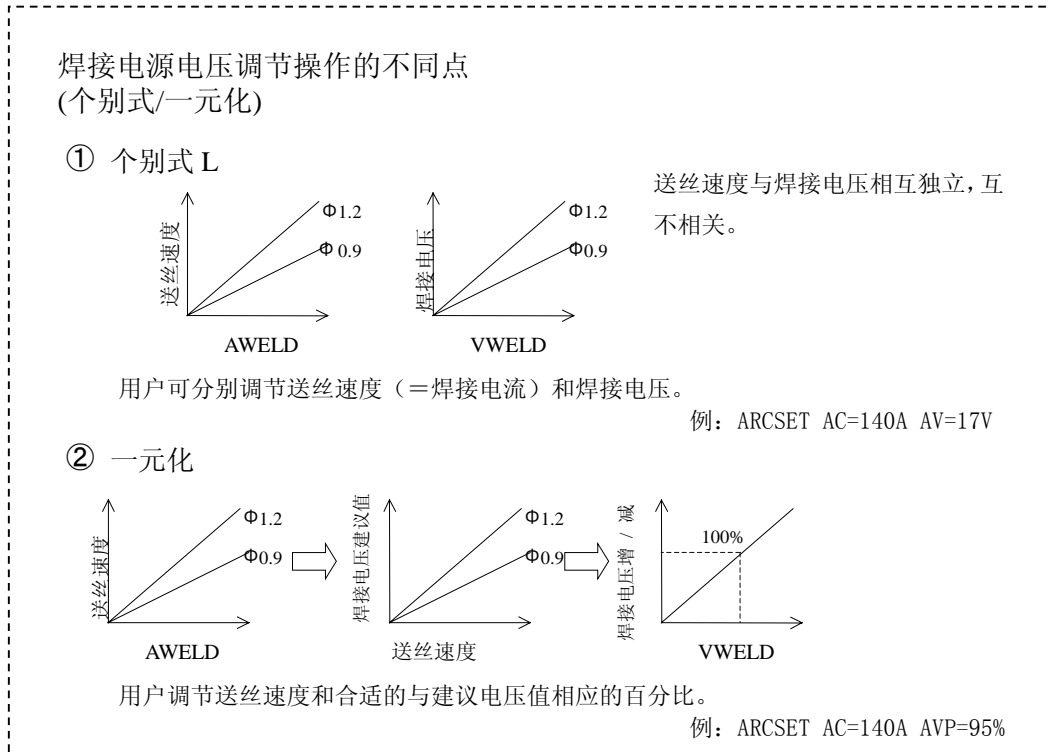 焊接电源电压调节操作的不同点
(个别式/一元化)
① 个别式 L
送丝速度与焊接电压相互独立，互
不相关。
送丝速度
Φ1.2
Φ 0.9
AWELD
焊接电压
Φ1.2
Φ0.9
VWELD
用户可分别调节送丝速度（＝焊接电流）和焊接电压。
例：ARCSET AC=140A AV=17V
② 一元化
送丝速度
Φ1.2
Φ0.9
AWELD
焊接电压建议值
Φ1.2
Φ0.9
送丝速度
焊接电压增 / 减
100%
VWELD
用户调节送丝速度和合适的与建议电压值相应的百分比。
例：ARCSET AC=140A AVP=95%